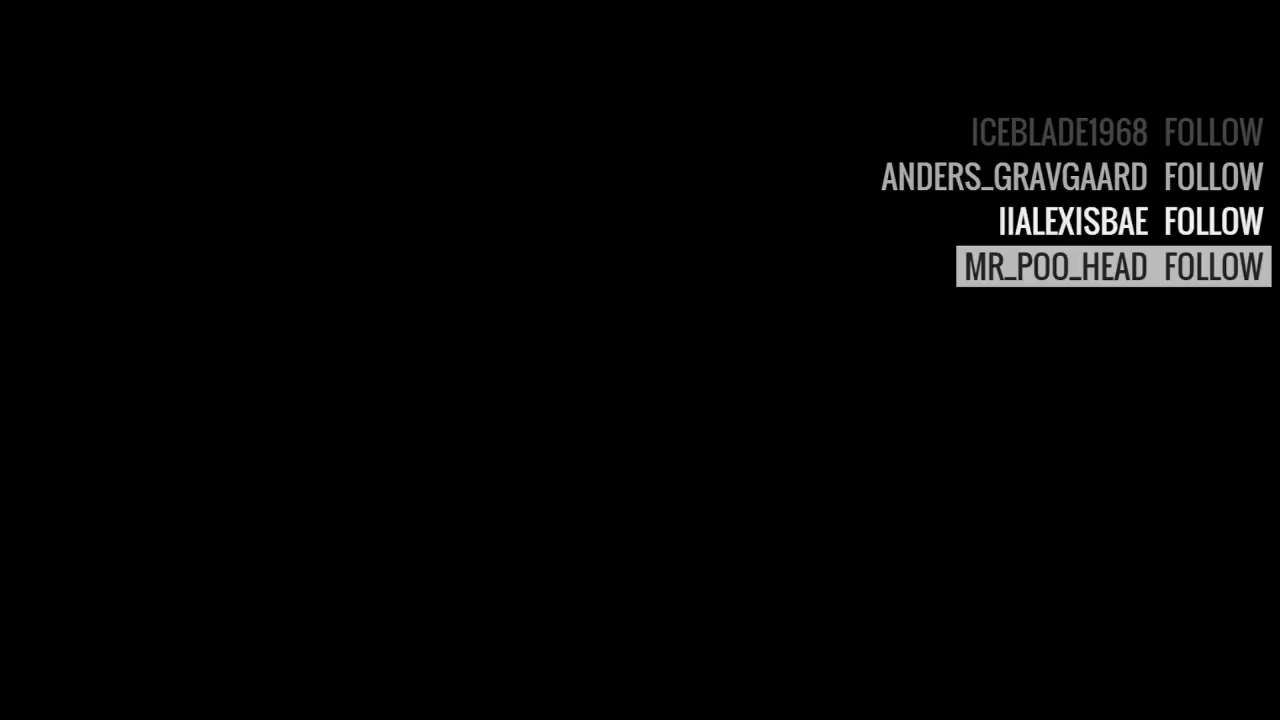 ICEBLADE1968 FOLLOW
ANDERS_GRAVGAARD FOLLOW
IIALEXISBAE FOLLOW
MR_POO_HEAD FOLLOW